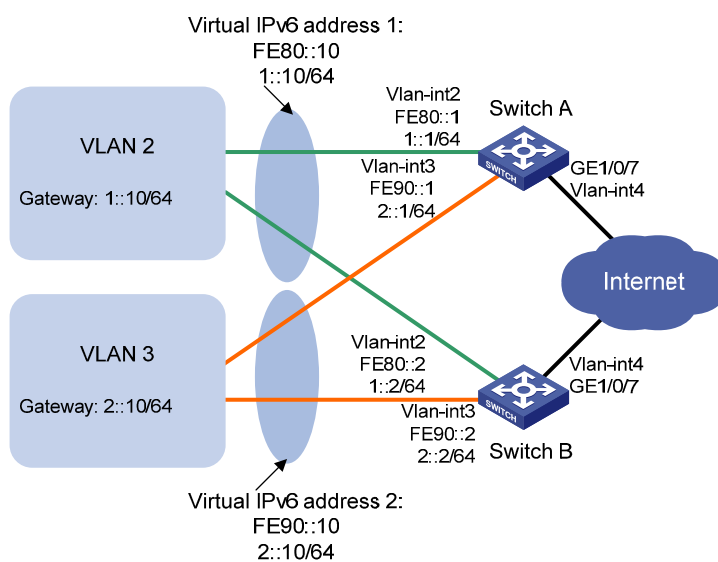 Virtual IPv6 address 1:
FE80::10
1::10/64
VLAN 2
Gateway: 1::10/64
Vlan-int2
FE80::1
1::1/64
Switch A
Vlan-int3
FE90::1
2::1/64
SWITCH
GE1/0/7
Vlan-int4
Internet
VLAN 3
Gateway: 2::10/64
Vlan-int2
FE80::2
1::2/64
Vlan-int3
FE90::2
2::2/64
SWITCH
Vlan-int4
GE1/0/7
Switch B
Virtual IPv6 address 2:
FE90::10
2::10/64